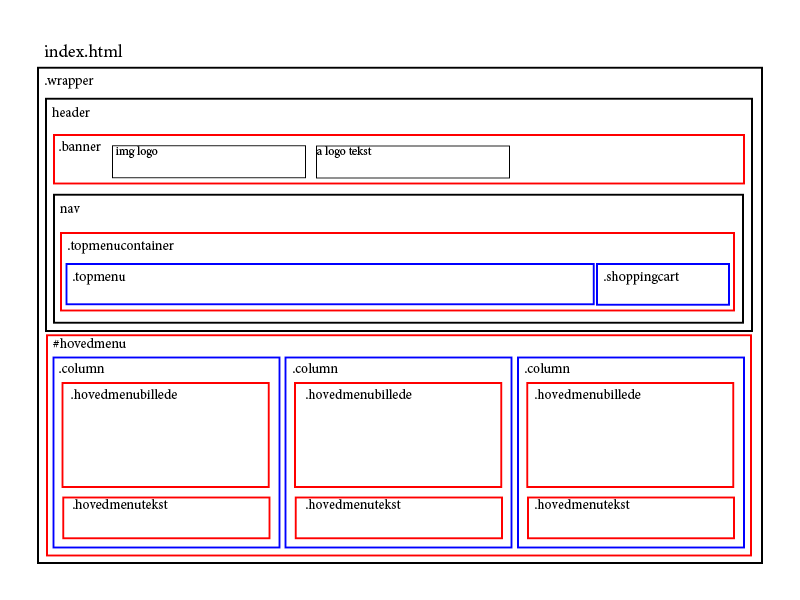 index.html
.wrapper
header
.banner
img logo
a logo tekst
nav
.topmenucontainer
.topmenu
.shoppingcart
#hovedmenu
.column
.column
.column
.hovedmenubillede
.hovedmenubillede
.hovedmenubillede
.hovedmenutekst
.hovedmenutekst
.hovedmenutekst